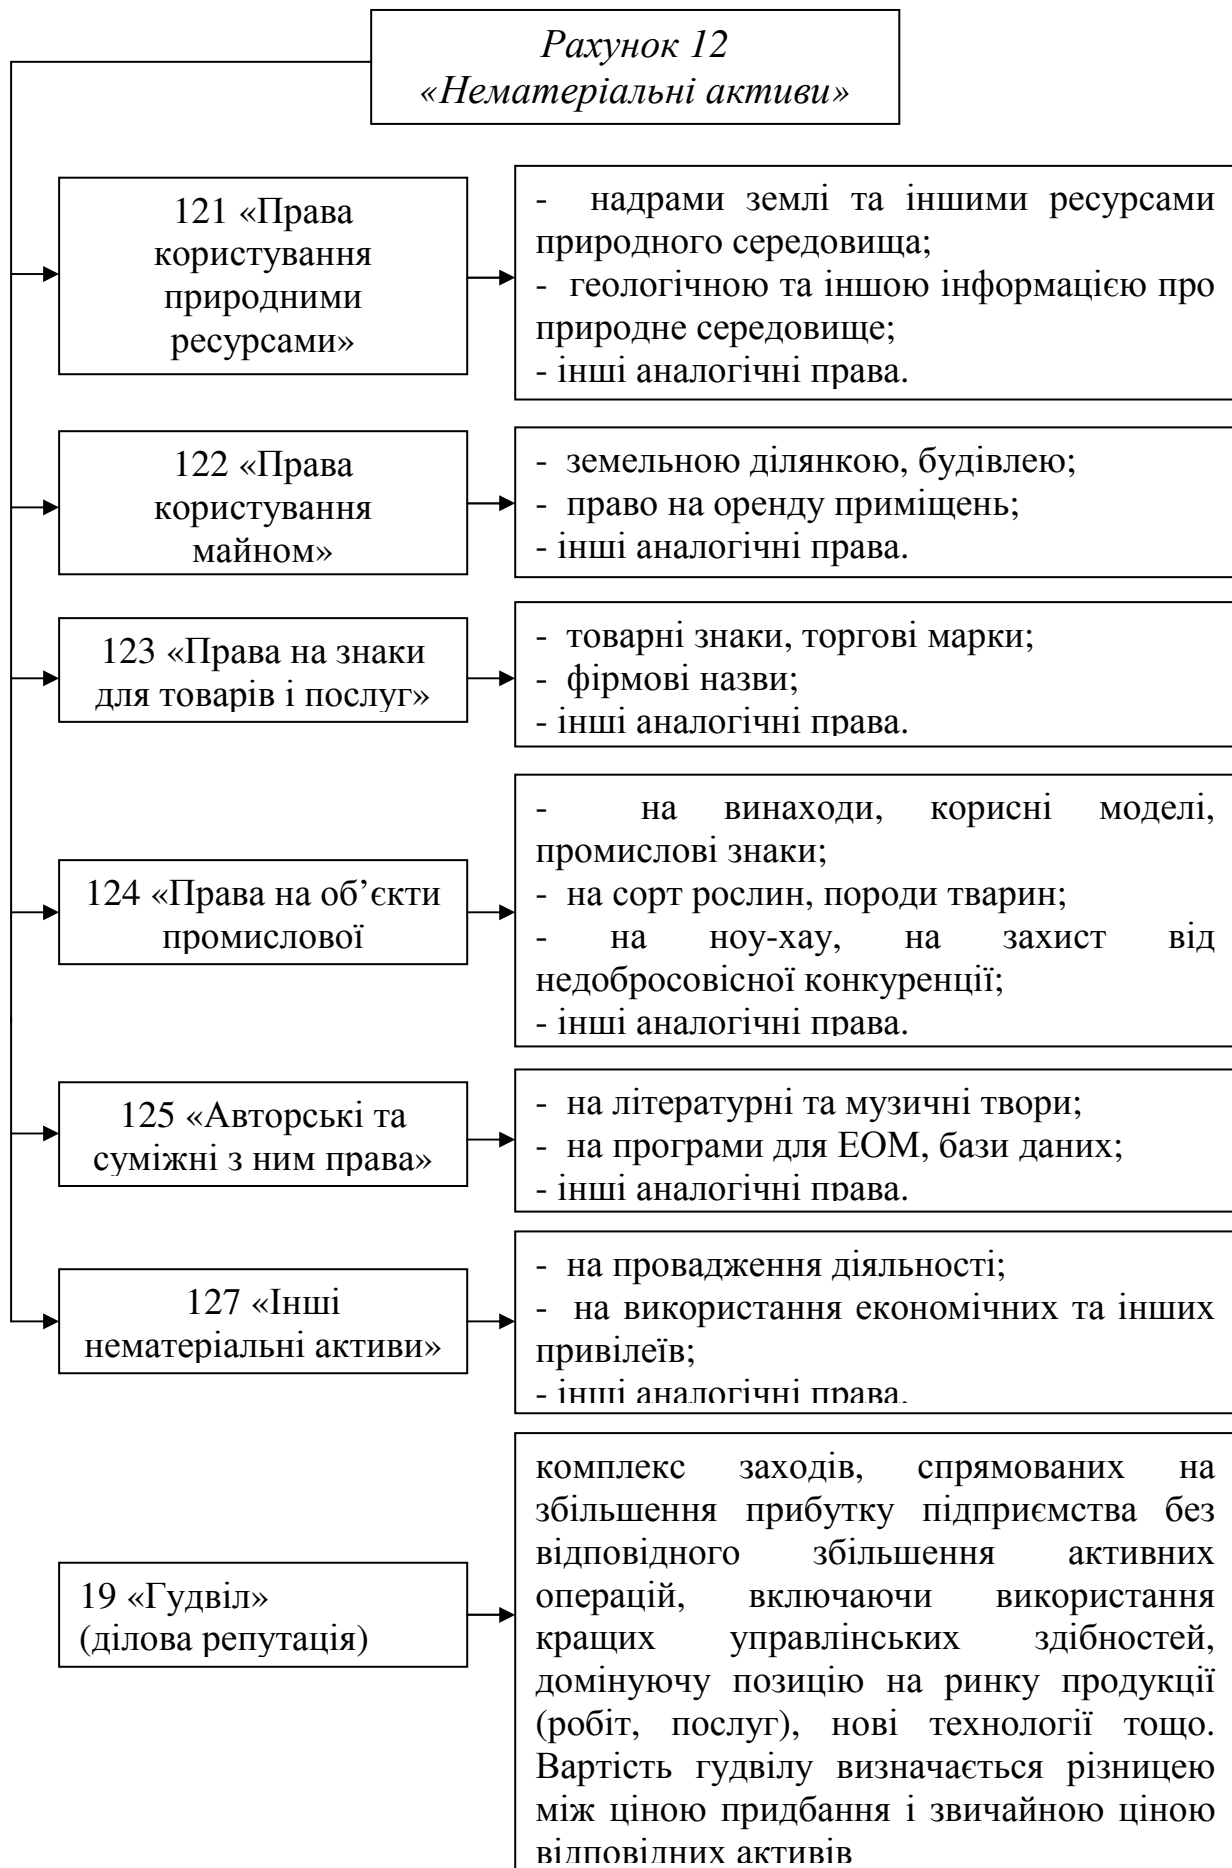 Рахунок 12
«Нематеріальні активи»
121 «Права
користування
природними
ресурсами»
- надрами землі та іншими ресурсами
природного середовища;
- геологічною та іншою інформацією про
природне середовище;
- інші аналогічні права.
122 «Права
користування
майном»
- земельною ділянкою, будівлею;
- право на оренду приміщень;
- інші аналогічні права.
123 «Права на знаки
для товарів і послуг»
- товарні знаки, торгові марки;
- фірмові назви;
- інші аналогічні права.
124 «Права на об’єкти
промислової
- на винаходи, корисні моделі,
промислові знаки;
- на сорт рослин, породи тварин;
- на ноу-хау, на захист від
недобросовісної конкуренції;
- інші аналогічні права.
125 «Авторські та
суміжні з ним права»
- на літературні та музичні твори;
- на програми для ЕОМ, бази даних;
- інші аналогічні права.
127 «Інші
нематеріальні активи»
- на провадження діяльності;
- на використання економічних та інших
привілеїв;
- інші аналогічні права.
19 «Гудвіл»
(ділова репутація)
комплекс заходів, спрямованих на
збільшення прибутку підприємства без
відповідного збільшення активних
операцій, включаючи використання
кращих управлінських здібностей,
домінуючу позицію на ринку продукції
(робіт, послуг), нові технології тощо.
Вартість гудвілу визначається різницею
між ціною придбання і звичайною ціною
відповідних активів